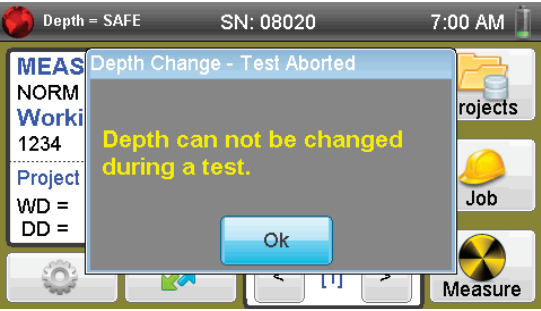 Depth = SAFE SN: 08020 7:00 AM
Depth Change - Test Aborted
MEAS
NORM
Worki
1234
Project
WD =
DD =
Depth can not be changed
during a test.
Ok
rojects
Job
< [1] >
Measure